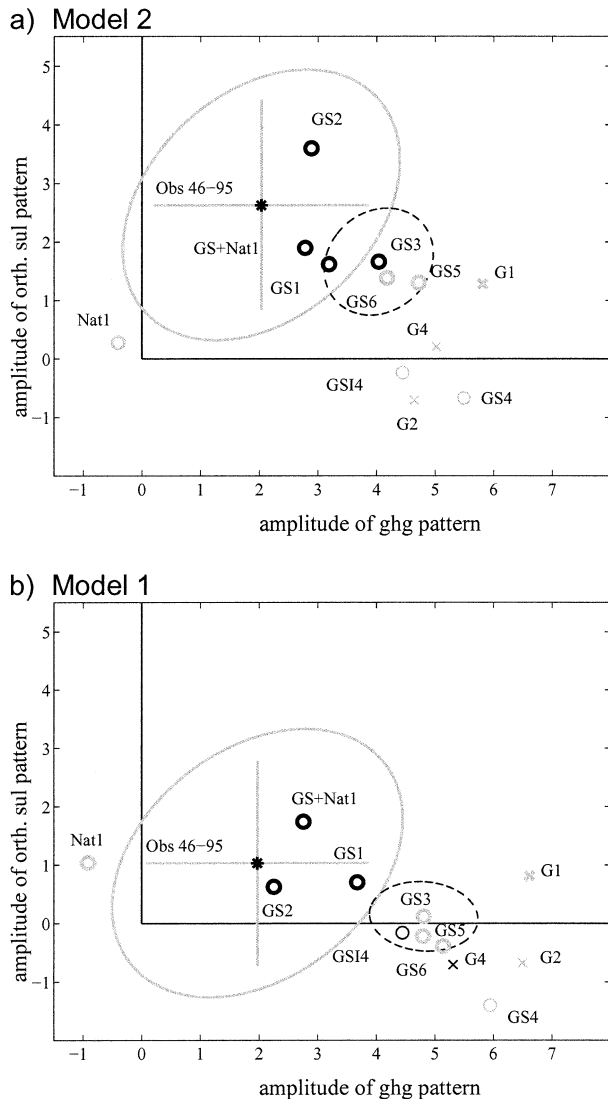 a) Model 2
5
4
3
2
1
0
−1
amplitude of orth. sul pattern
GS2
Obs 46−95
GS+Nat1
GS3
GS1
GS5
G1
GS6
Nat1
G4
GSI4
GS4
G2
−1 0 1 2 3 4 5 6 7
amplitude of ghg pattern
b) Model 1
5
4
3
2
1
0
−1
amplitude of orth. sul pattern
GS+Nat1
Nat1
Obs 46−95
GS1
GS2
GS3
G1
GS5
GSI4
GS6
G4
G2
GS4
−1 0 1 2 3 4 5 6 7
amplitude of ghg pattern